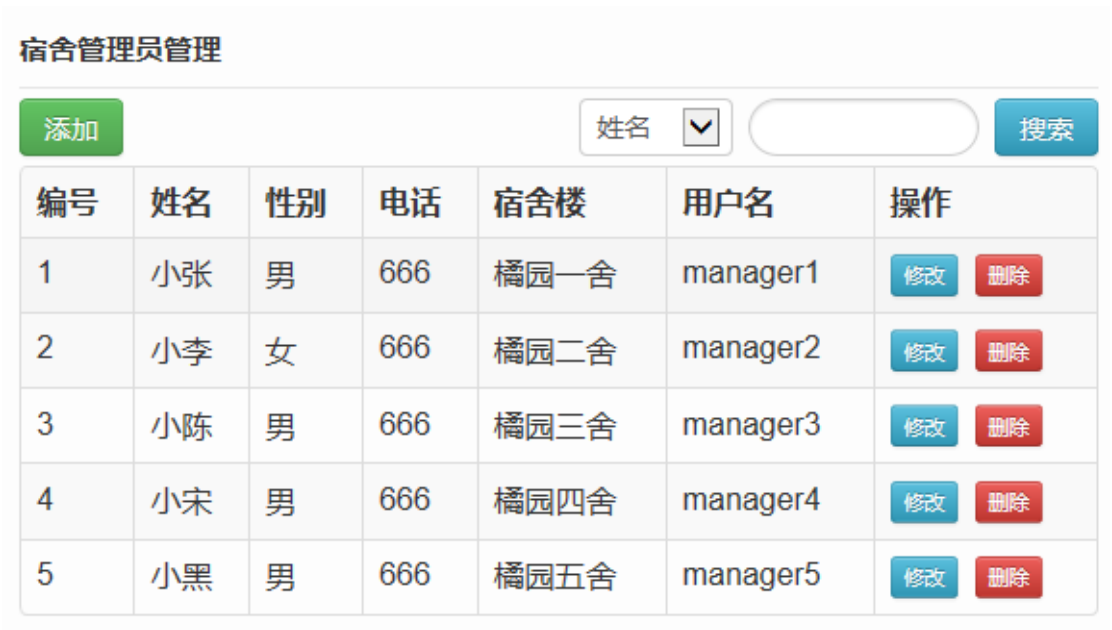 宿舍管理员管理
添加 姓名 搜索
编号 姓名 性别 电话 宿舍楼 用户名 操作
1 小张 男 666 橘园一舍 manager1 修改 删除
2 小李 女 666 橘园二舍 manager2 修改 删除
3 小陈 男 666 橘园三舍 manager3 修改 删除
4 小宋 男 666 橘园四舍 manager4 修改 删除
5 小黑 男 666 橘园五舍 manager5 修改 删除